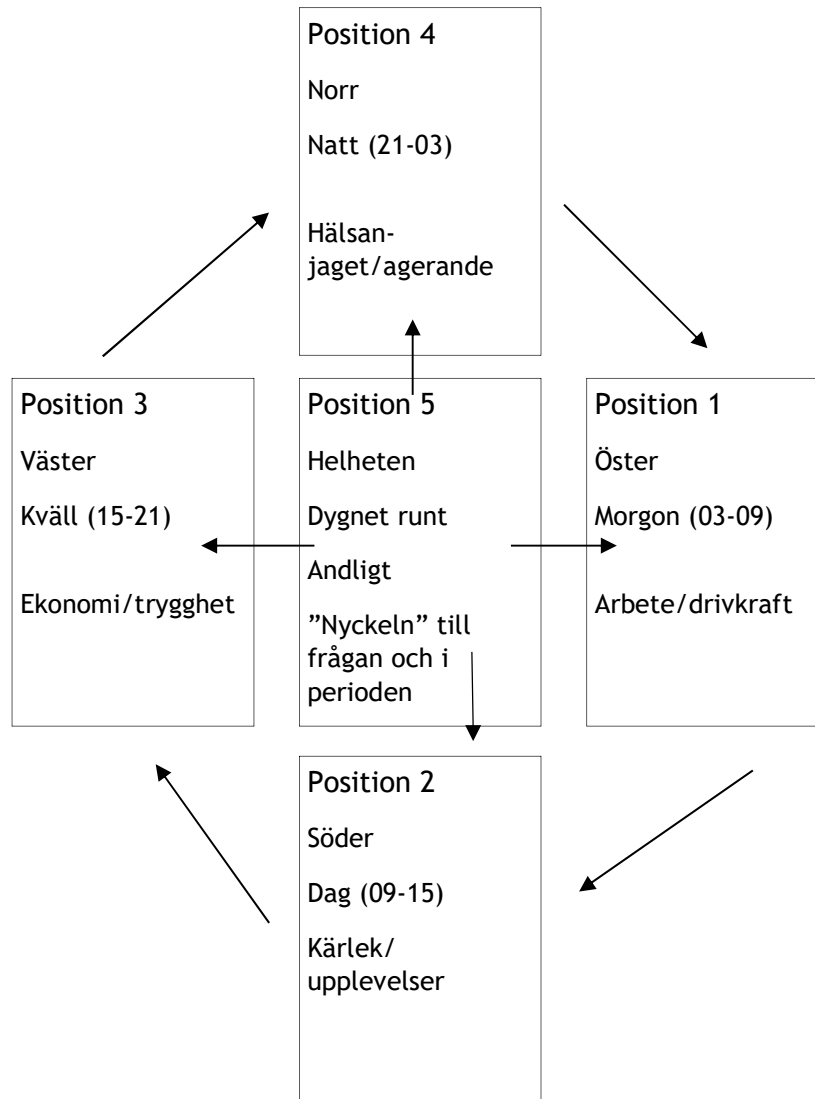 Position 4
Norr
Natt (21-03)
Hälsan-
jaget/agerande
Position 3
Väster
Kväll (15-21)
Ekonomi/trygghet
Position 5
Helheten
Dygnet runt
Andligt
”Nyckeln” till
frågan och i
perioden
Position 1
Öster
Morgon (03-09)
Arbete/drivkraft
Position 2
Söder
Dag (09-15)
Kärlek/
upplevelser